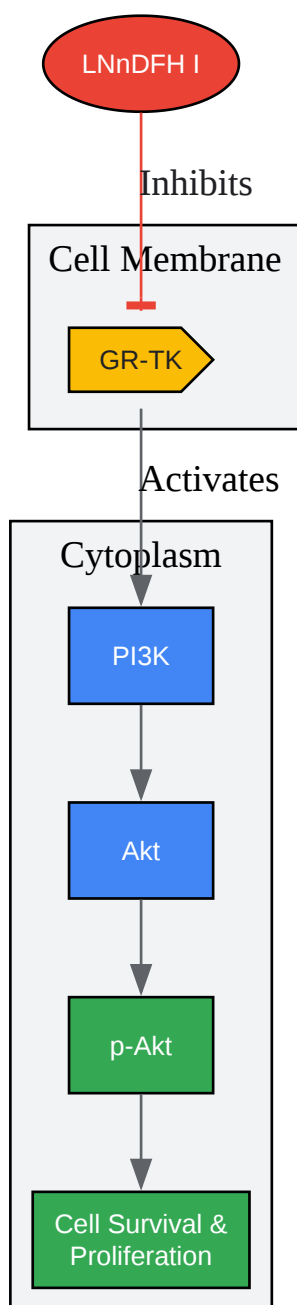 LNnDFH I
Inhibits
Cell Membrane
GR-TK
Activates
Cytoplasm
PI3K
Akt
p-Akt
Cell Survival &
Proliferation